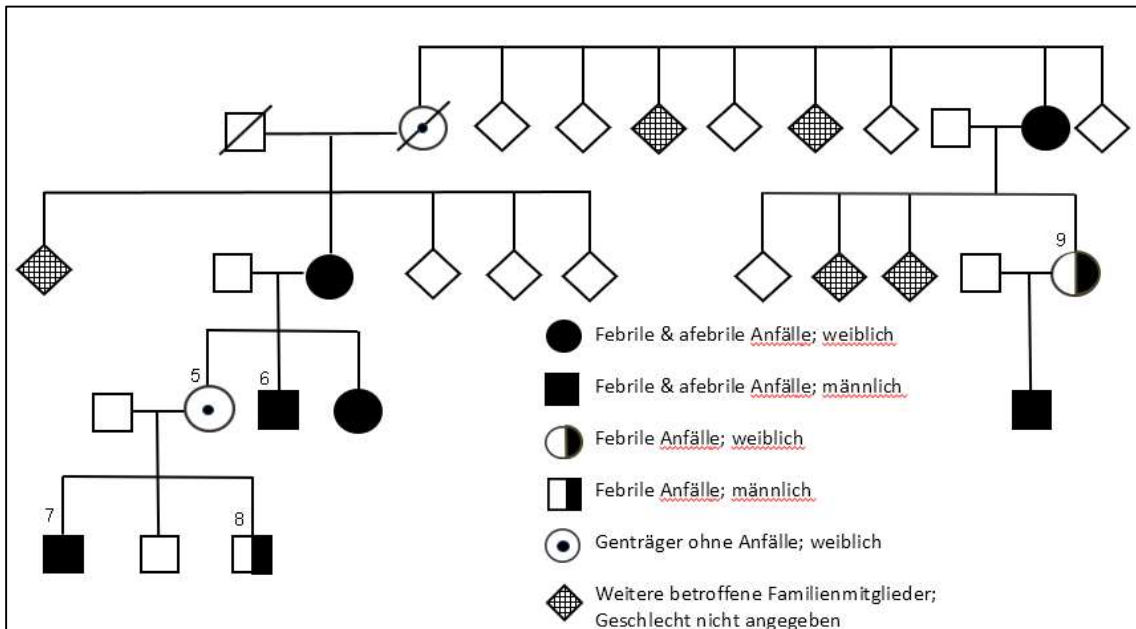 9
5
6
7
8
Febrile & afebrile Anfälle; weiblich
Febrile & afebrile Anfälle; männlich
Febrile Anfälle; weiblich
Febrile Anfälle; männlich
Genträger ohne Anfälle; weiblich
Weitere betroffene Familienmitglieder;
Geschlecht nicht angegeben